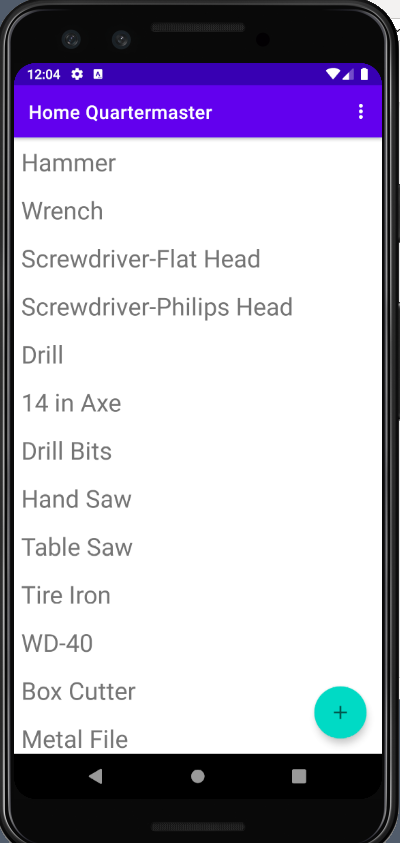 12:04
Home Quartermaster
Hammer
Wrench
Screwdriver-Flat Head
Screwdriver-Philips Head
Drill
14 in Axe
Drill Bits
Hand Saw
Table Saw
Tire Iron
WD-40
Box Cutter
Metal File